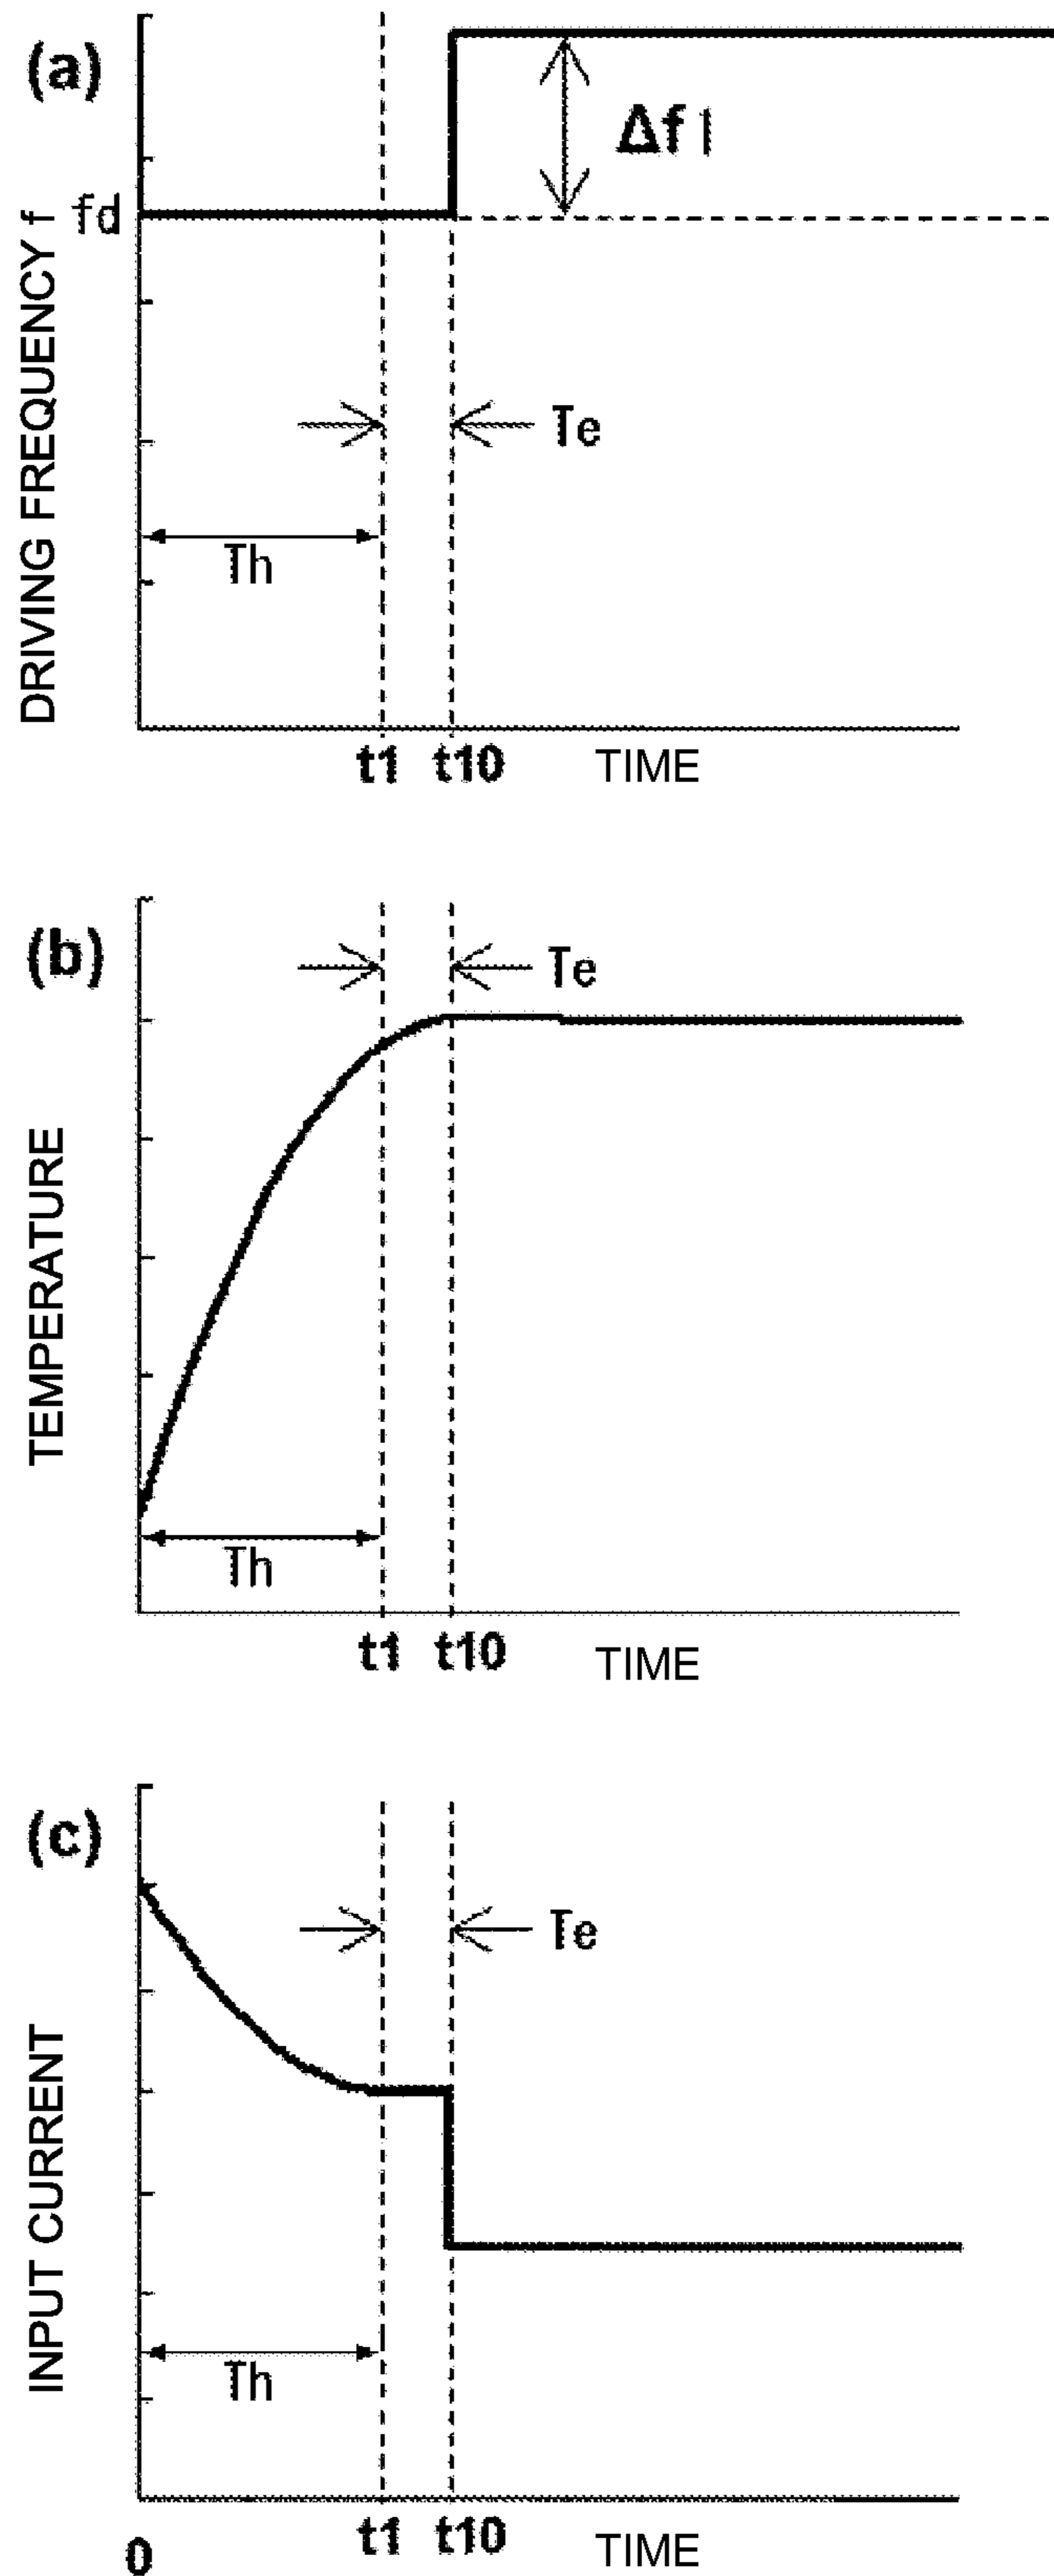 (a)
Δf |
fd
DRIVING FREQUENCY f
Te
Th
t1 t10 TIME
(b)
Te
TEMPERATURE
Th
t1 t10 TIME
(c)
Te
INPUT CURRENT
Th
0 t1 t10 TIME